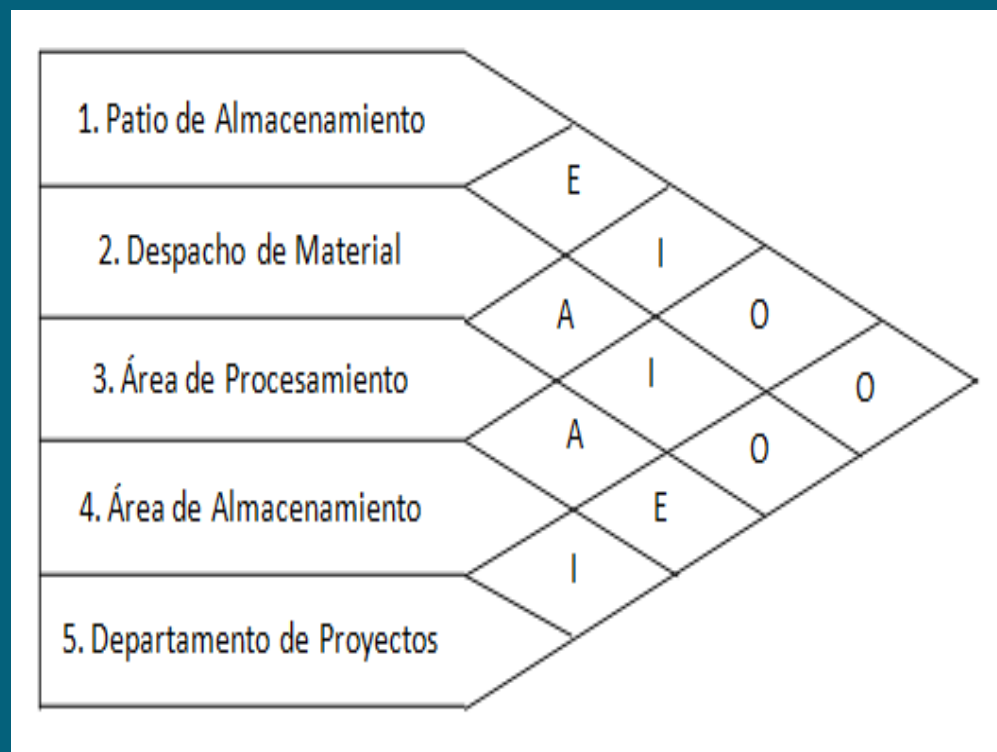 1. Patio de Almacenamiento
E
2. Despacho de Material
I
A
O
3. Área de Procesamiento
I
O
A
O
4. Área de Almacenamiento
E
I
5. Departamento de Proyectos